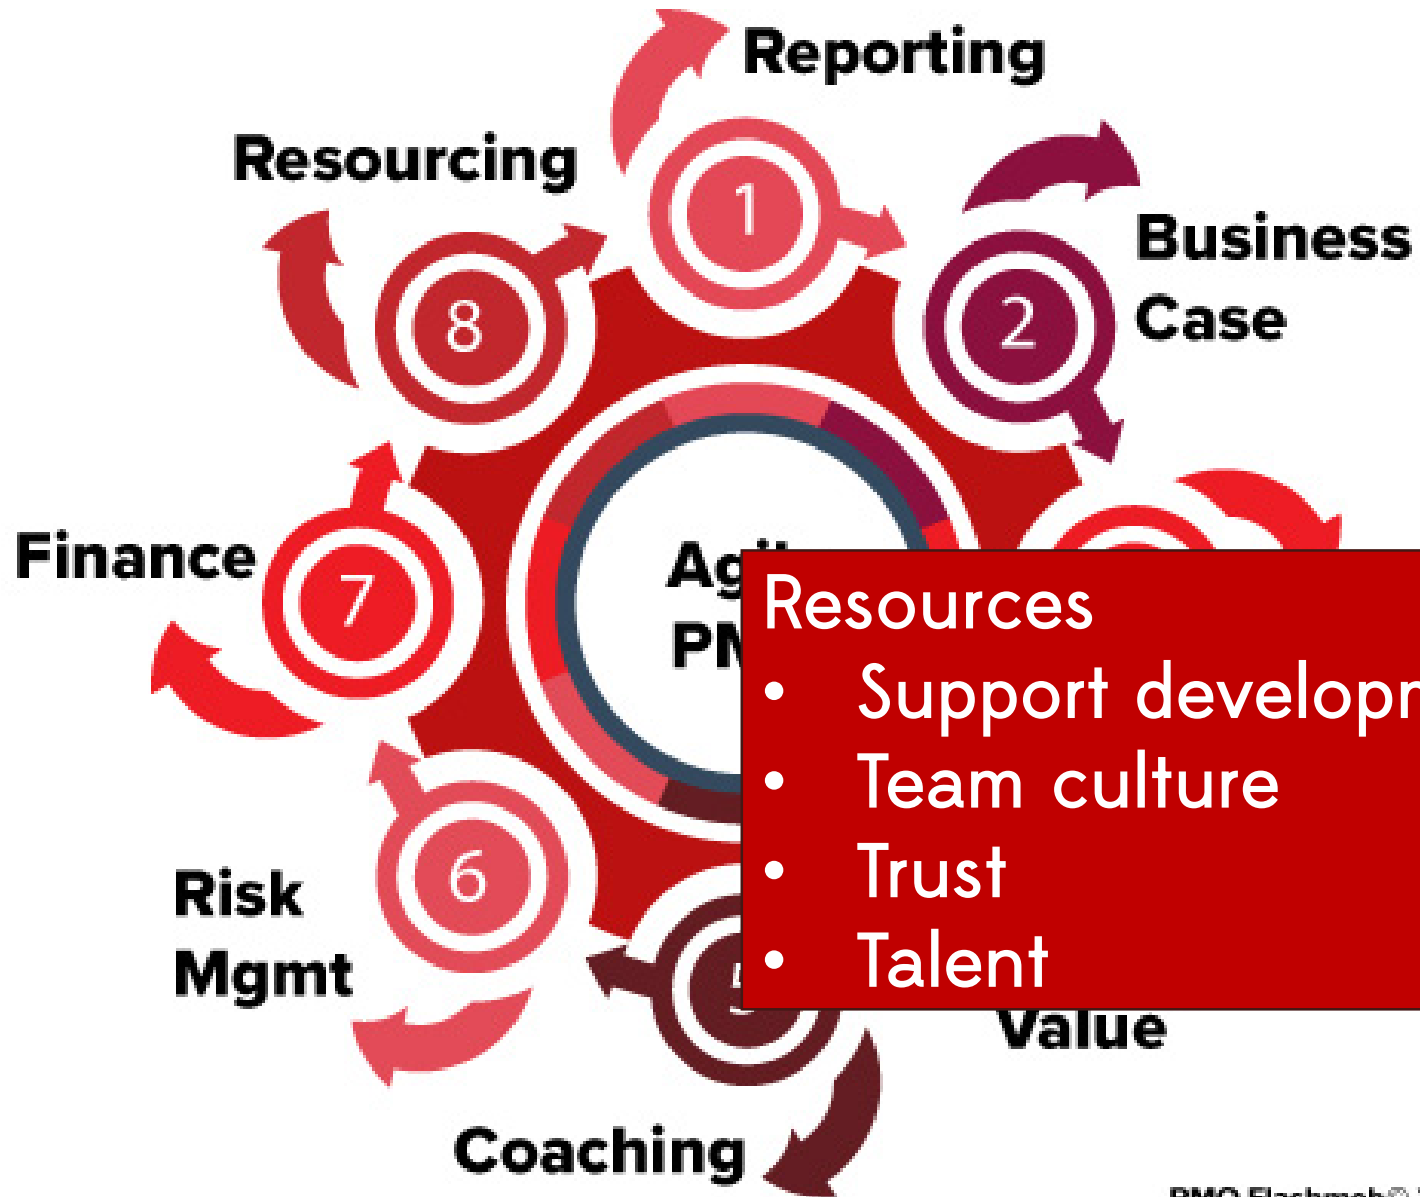 Reporting
1
Business
Case
2
Resources
• Support
• Team culture
• Trust
• Talent
Value
Coaching
Risk
Mgmt
6
Finance
7
Resourcing
8